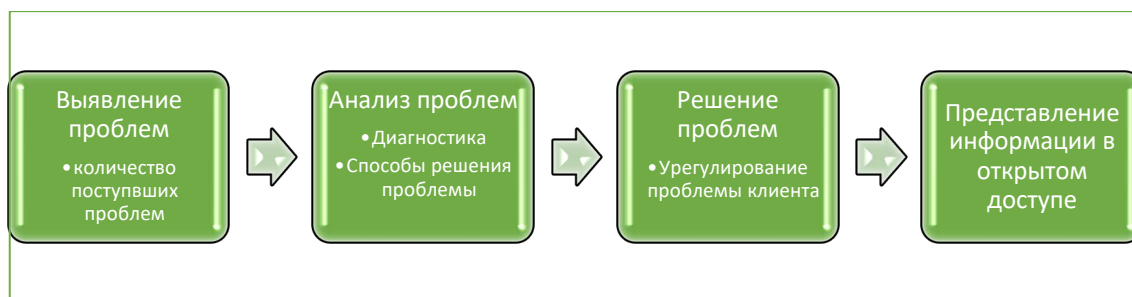 Выявление
проблем
•количество
поступвших
проблем
Анализ проблем
•Диагностика
•Способы решения
проблемы
Решение
проблем
•Урегулирование
проблемы клиента
Представление
информации в
открытом
доступе